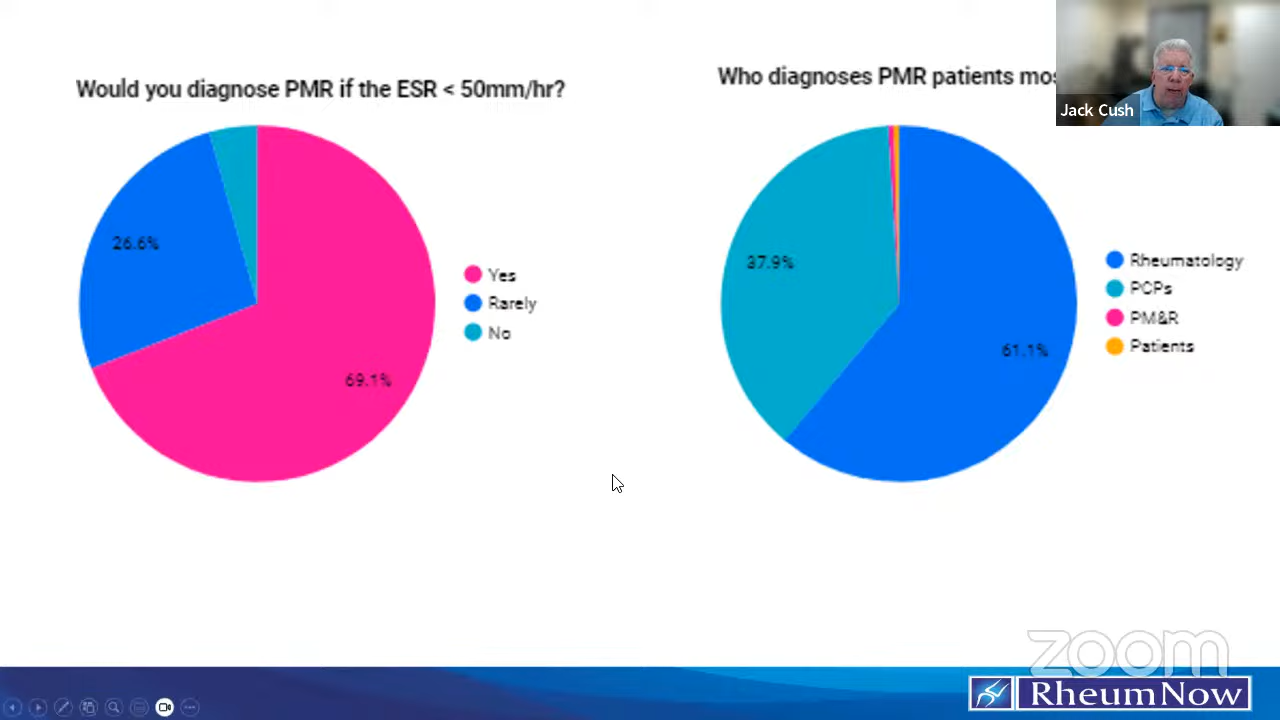 Would you diagnose PMR if the ESR < 50mm/hr?
26.6%
69.1%
Yes
Rarely
No
Who diagnoses PMR patients
37.9%
61.1%
Rheumatology
PCPs
PM&R
Patients
Jack Cush
zoom
RheumNow